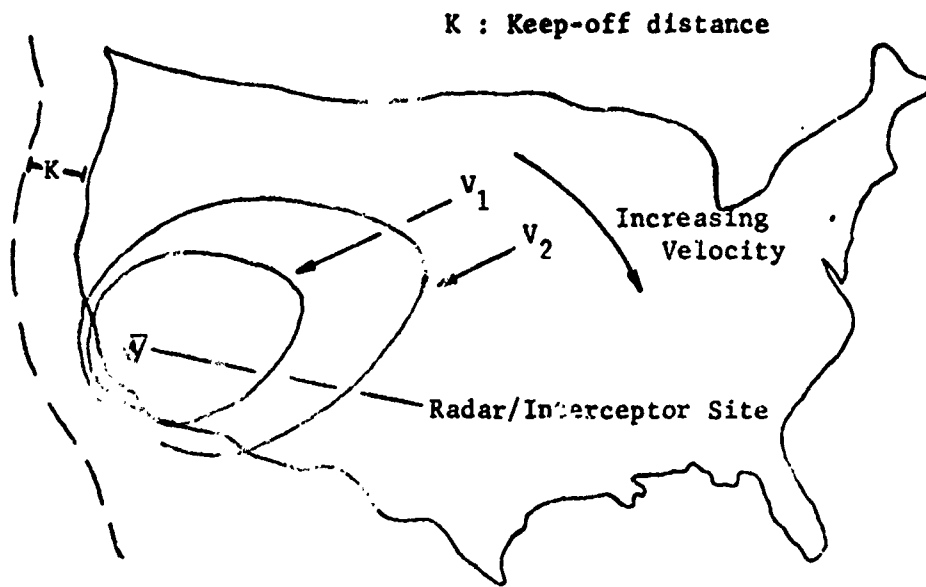 K : Keep-off distance
K
V1
V2
Increasing
Velocity
Radar/Interceptor Site